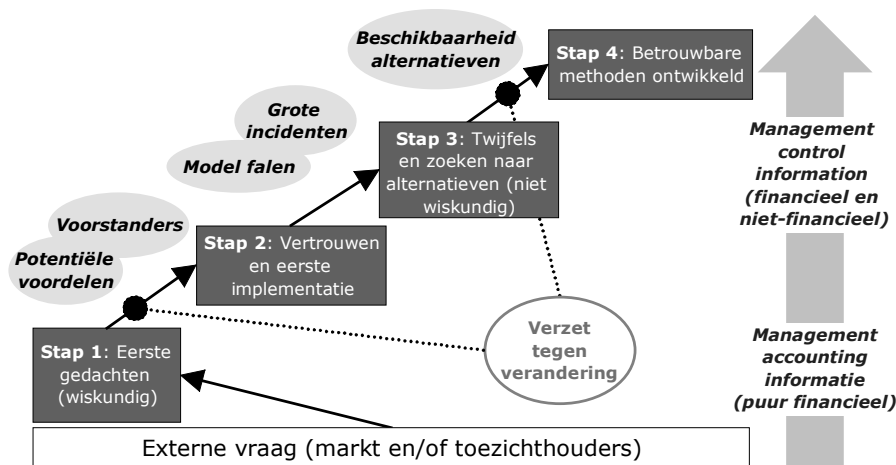 Beschikbaarheid
alternatieven
Stap 4: Betrouwbare
methoden ontwikkeld
Grote
incidenten
Model falen
Stap 3: Twijfels
en zoeken naar
alternatieven (niet
wiskundig)
Management
control
information
(financieel en
niet-financieel)
Voorstanders
Potentiële
voordelen
Stap 2: Vertrouwen
en eerste
implementatie
Verzet
tegen
verandering
Stap 1: Eerste
gedachten
(wiskundig)
Management
accounting
informatie
(puur financieel)
Externe vraag (markt en/of toezichthouders)